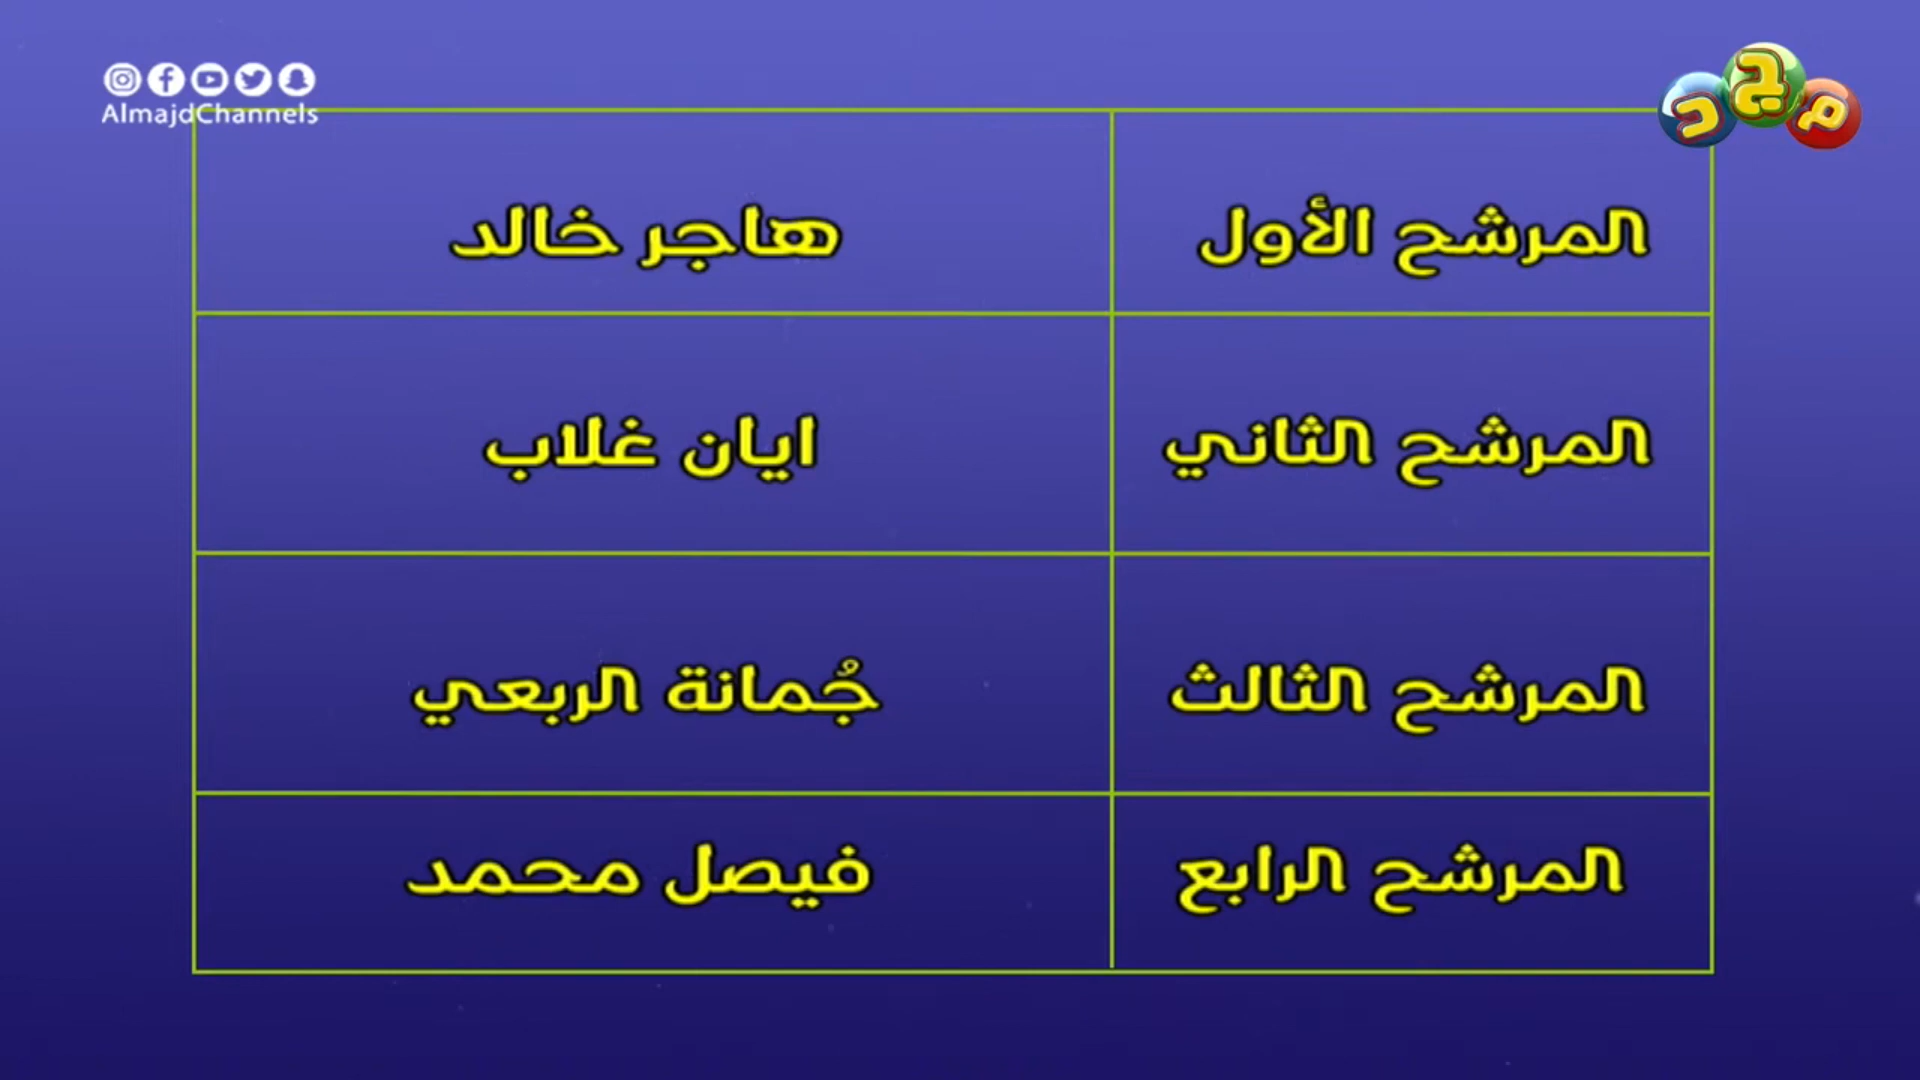 AlmajdChannels
مجد
المرشح الأول هاجر خالد
المرشح الثاني ايان غلاب
المرشح الثالث جُمانة الربعي
المرشح الرابع فيصل محمد